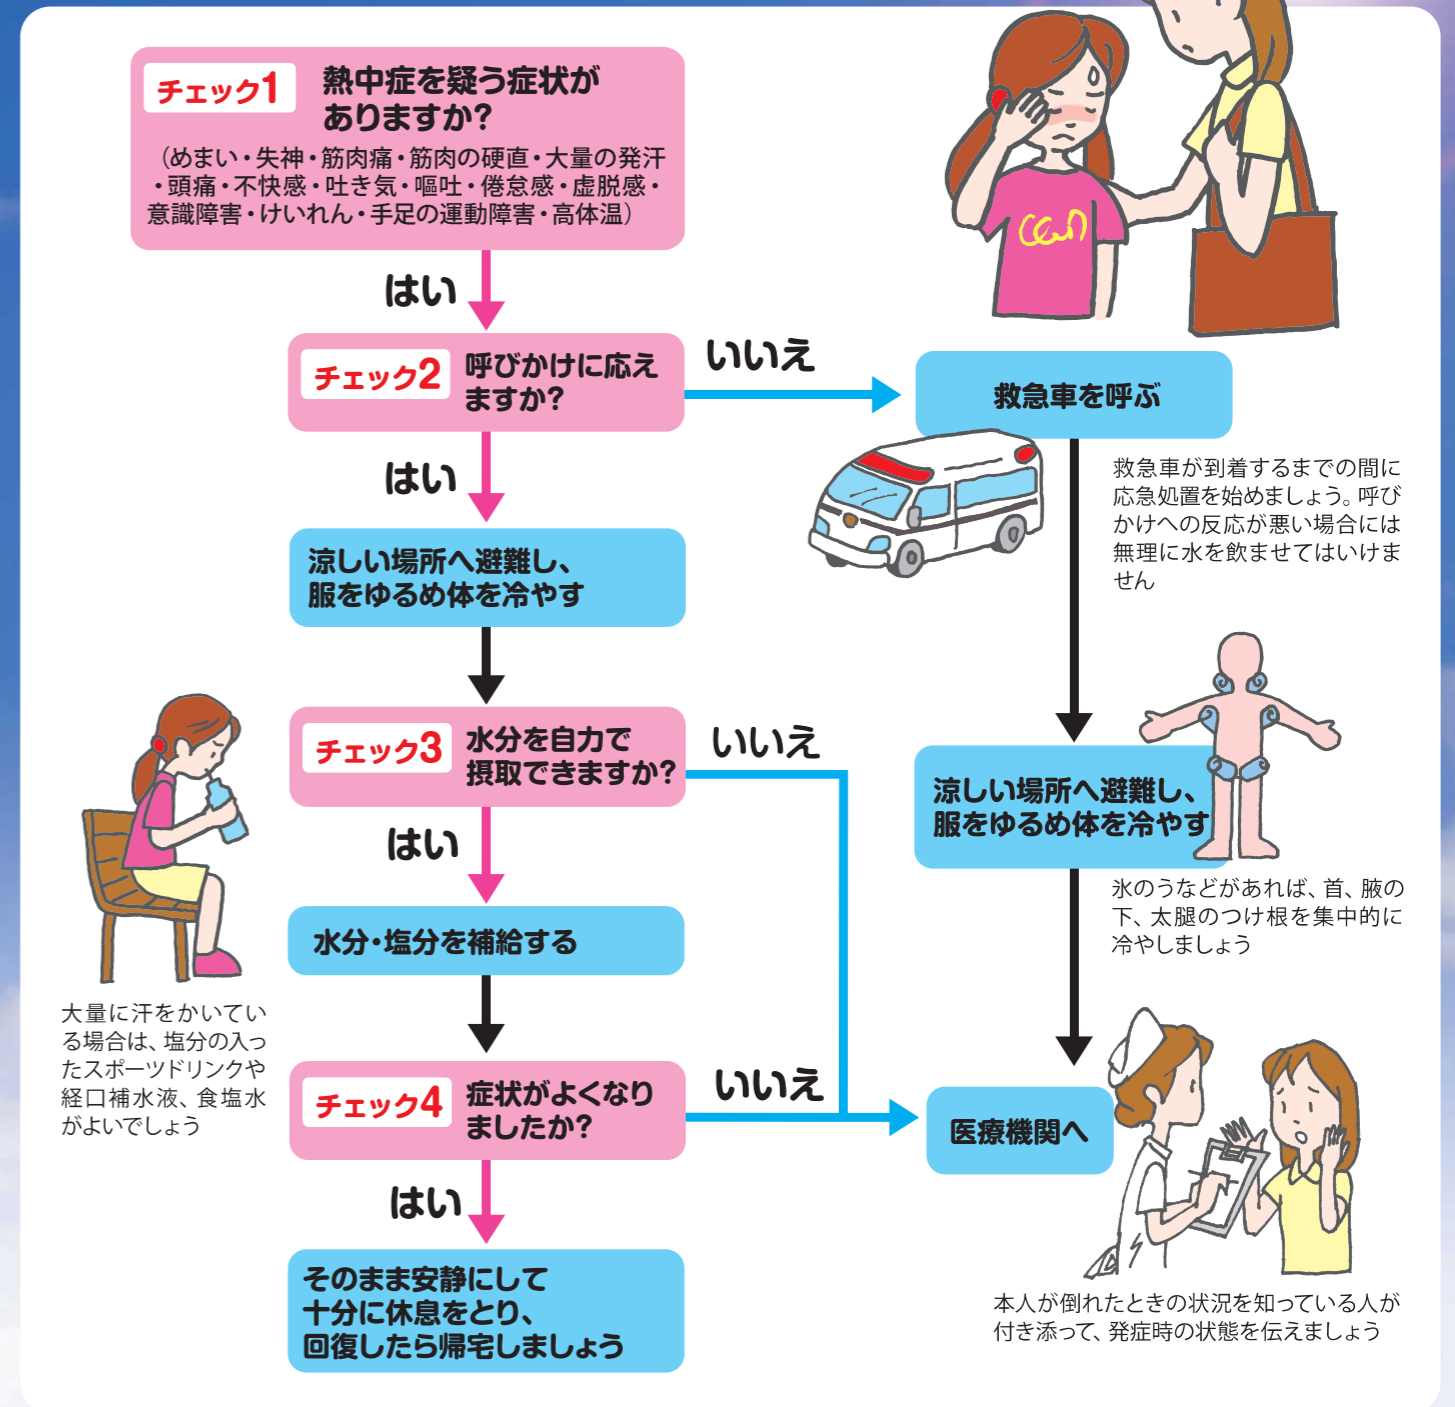 チェック1 熱中症を疑う症状が
ありますか?
（めまい・失神・筋肉痛・筋肉の硬直・大量の発汗
・頭痛・不快感・吐き気・嘔吐・倦怠感・虚脱感・
意識障害・けいれん・手足の運動障害・高体温）
はい
チェック2 呼びかけに応え
ますか?
いいえ
救急車を呼ぶ
救急車が到着するまでの間に
応急処置を始めましょう。呼び
かけへの反応が悪い場合には
無理に水を飲ませてはいけま
せん
はい
涼しい場所へ避難し、
服をゆるめ体を冷やす
チェック3 水分を自力で
摂取できますか?
いいえ
涼しい場所へ避難し、
服をゆるめ体を冷やす
氷のうなどがあれば、首、腋の
下、太腿のつけ根を集中的に
冷やしましょう
はい
水分・塩分を補給する
大量に汗をかいてい
る場合は、塩分の入っ
たスポーツドリンクや
経口補水液、食塩水
がよいでしょう
チェック4 症状がよくなり
ましたか?
いいえ
医療機関へ
本人が倒れたときの状況を知っている人が
付き添って、発症時の状態を伝えましょう
はい
そのまま安静にして
十分に休息をとり、
回復したら帰宅しましょう